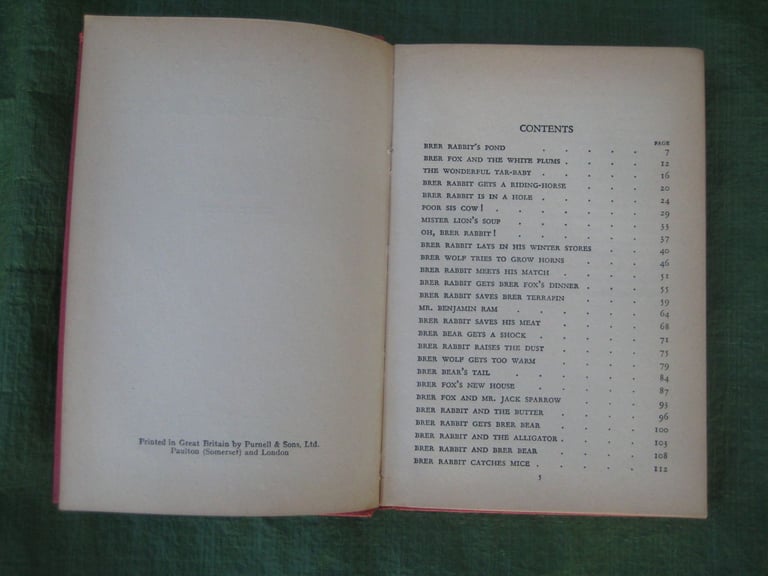 Printed in Great Britain by Purnell & Sons, Ltd.
Paulton (Somerset) and London
CONTENTS
PAGE
BRER RABBIT'S POND . . . . . 7
BRER FOX AND THE WHITE PLUMS . . . . 12
THE WONDERFUL TAR-BABY . . . . . 16
BRER RABBIT GETS A RIDING-HORSE . . . . 20
BRER RABBIT IS IN A HOLE . . . . 24
POOR SIS COW! . . . . . . . 29
MISTER LION'S SOUP . . . . . . 33
OH, BRER RABBIT! . . . . . . 37
BRER RABBIT LAYS IN HIS WINTER STORES . . . 40
BRER WOLF TRIES TO GROW HORNS . . . . 46
BRER RABBIT MEETS HIS MATCH . . . . . 51
BRER RABBIT GETS BRER FOX'S DINNER . . . . 55
BRER RABBIT SAVES BRER TERRAPIN . . . . 59
MR. BENJAMIN RAM . . . . . . 64
BRER RABBIT SAVES HIS MEAT . . . . . 68
BRER BEAR GETS A SHOCK . . . . . . 71
BRER RABBIT RAISES THE DUST . . . . . 75
BRER WOLF GETS TOO WARM . . . . . 79
BRER BEAR'S TAIL . . . . . . 84
BRER FOX'S NEW HOUSE . . . . . . 87
BRER FOX AND MR. JACK SPARROW . . . . 93
BRER RABBIT AND THE BUTTER . . . . . 96
BRER RABBIT GETS BRER BEAR . . . . . 100
BRER RABBIT AND THE ALLIGATOR . . . . . 103
BRER RABBIT AND BRER BEAR . . . . . 108
BRER RABBIT CATCHES MICE . . . . . . 112
5